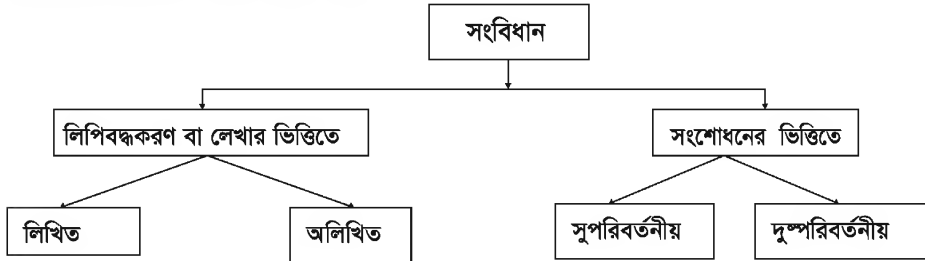 সংবিধান
লিপিবদ্ধকরণ বা লেখার ভিত্তিতে
সংশোধনের ভিত্তিতে
লিখিত
অলিখিত
সুপরিবর্তনীয়
দুষ্পরিবর্তনীয়